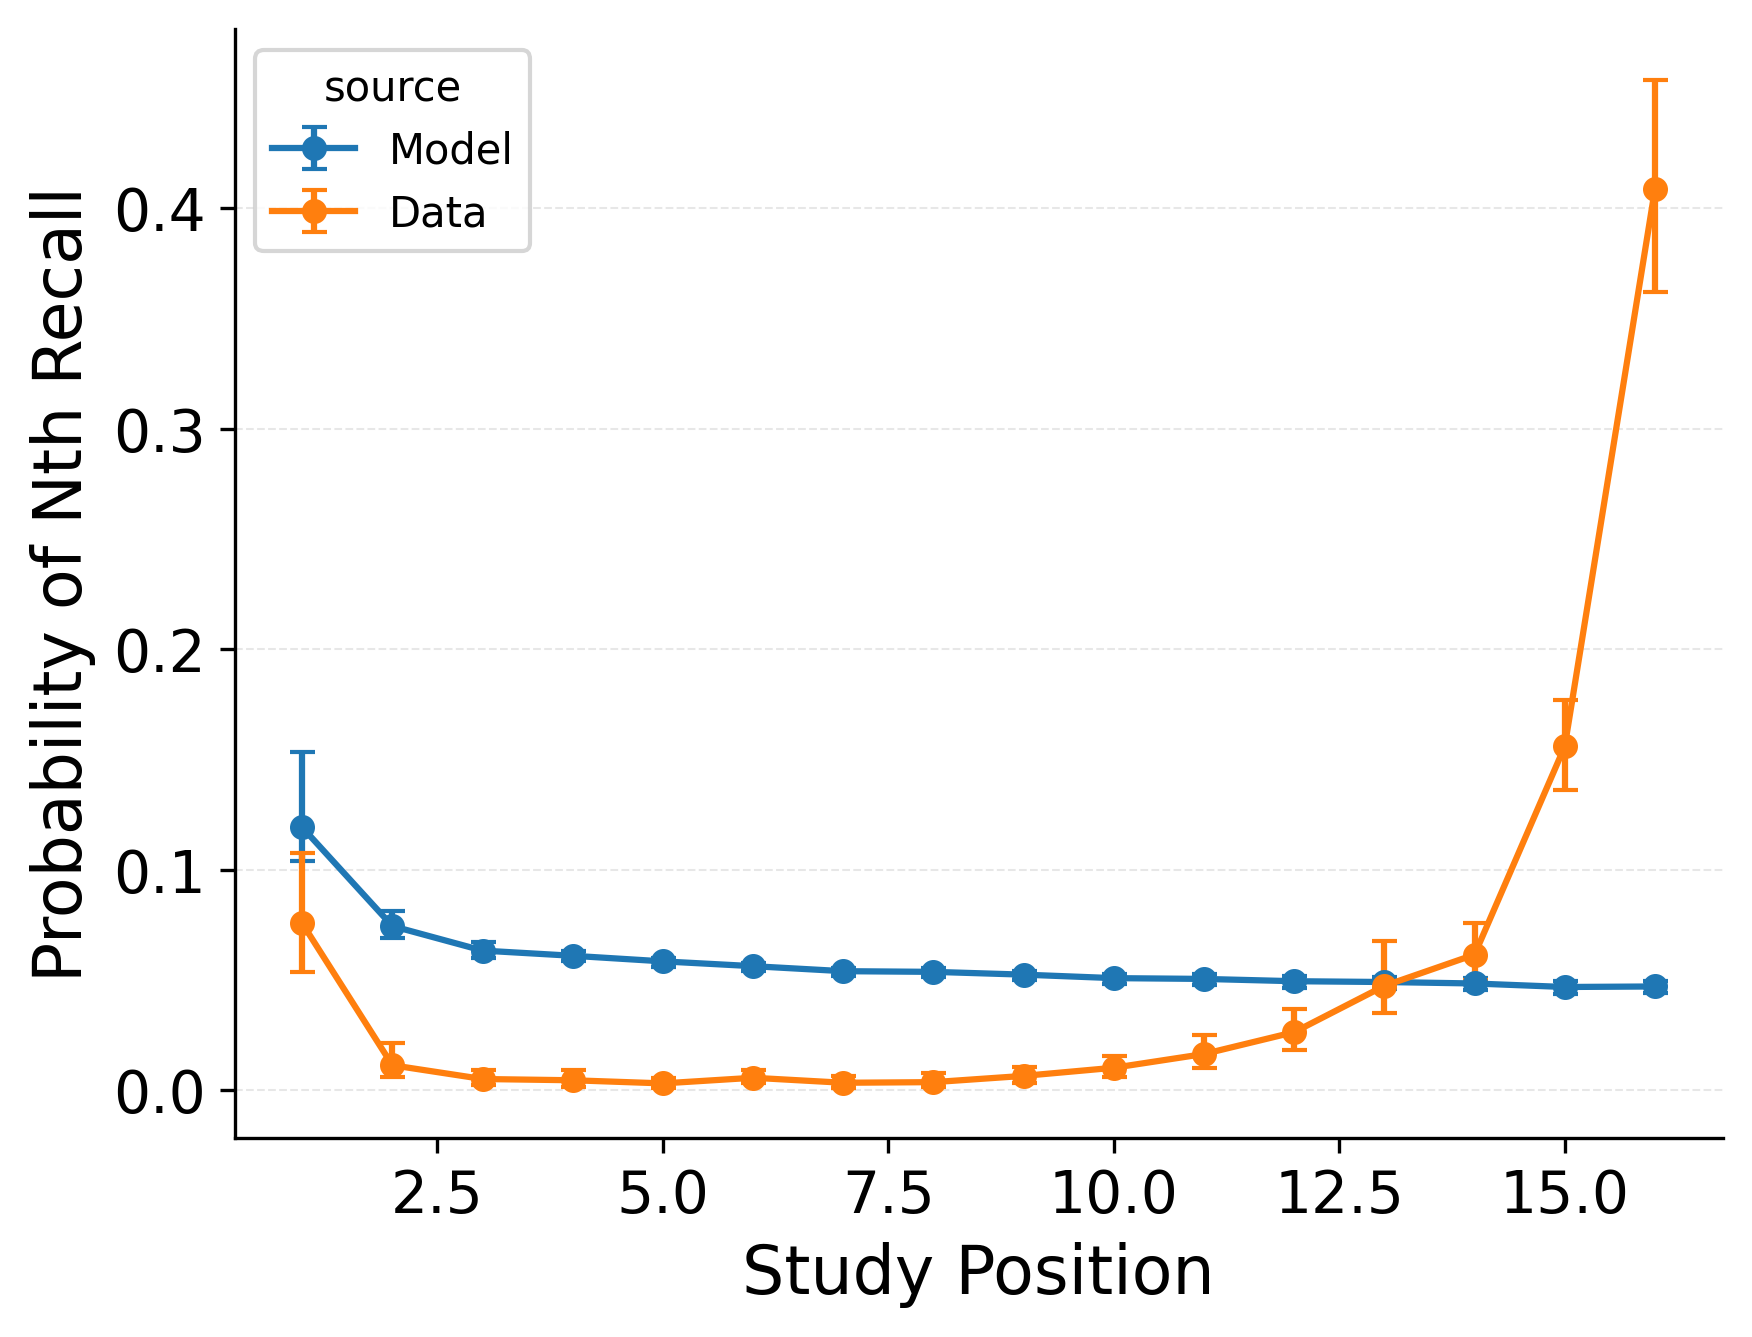 source
Model
Data
Probability of Nth Recall
0.4
0.3
0.2
0.1
0.0
2.5 5.0 7.5 10.0 12.5 15.0
Study Position